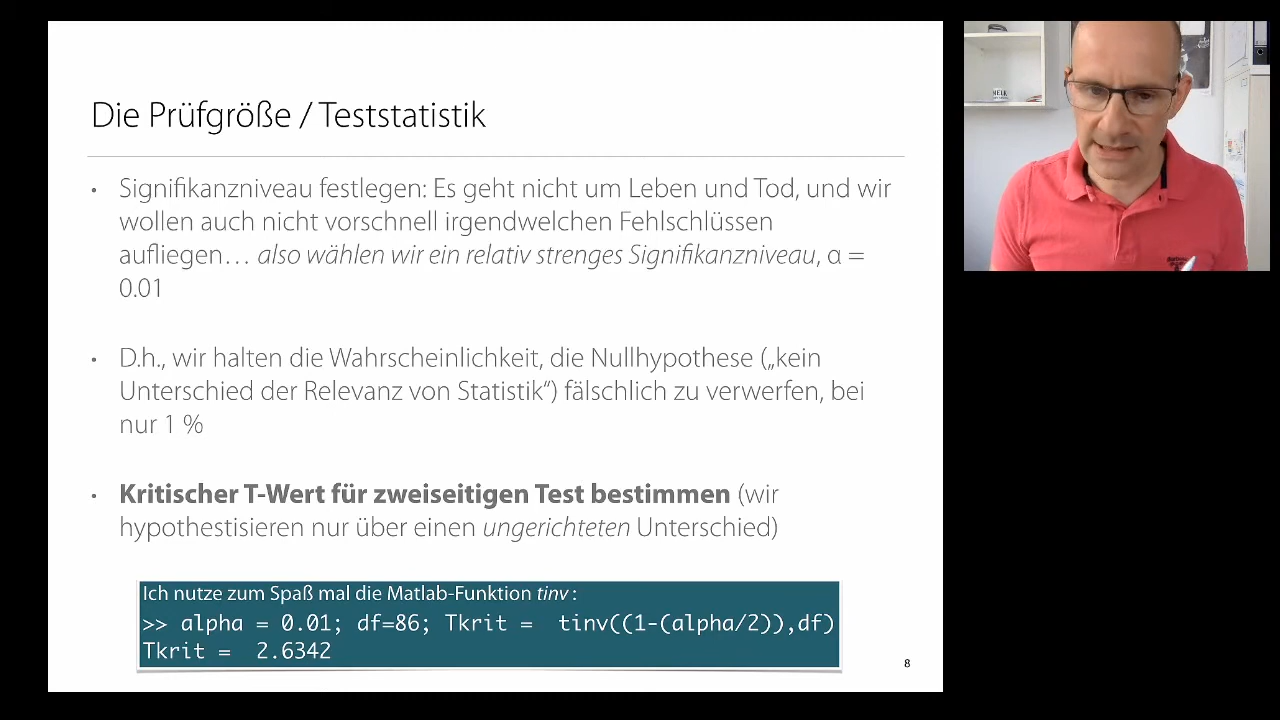 Die Prüfgröße / Teststatistik
• Signifikanzniveau festlegen: Es geht nicht um Leben und Tod, und wir
wollen auch nicht vorschnell irgendwelchen Fehlschlüssen
aufliegen… also wählen wir ein relativ strenges Signifikanzniveau, α =
0.01
• D.h., wir halten die Wahrscheinlichkeit, die Nullhypothese („kein
Unterschied der Relevanz von Statistik“) fälschlich zu verwerfen, bei
nur 1 %
• Kritischer T-Wert für zweiseitigen Test bestimmen (wir
hypothestisieren nur über einen ungerichteten Unterschied)
Ich nutze zum Spaß mal die Matlab-Funktion tinv :
>> alpha = 0.01; df=86; Tkrit = tinv((1-(alpha/2)),df)
Tkrit = 2.6342
8